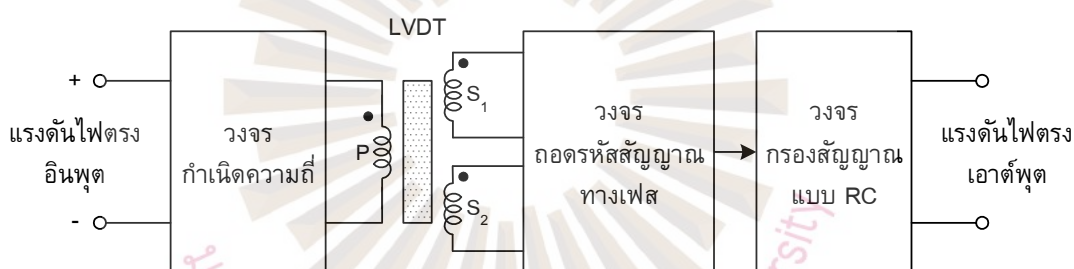 LVDT
+
แรงดันไฟตรง
อินพุต
-
วงจร
กำเนิดความถี่
P
S1
S2
วงจร
ถอดรหัสสัญญาณ
ทางเฟส
วงจร
กรองสัญญาณ
แบบ RC
แรงดันไฟตรง
เอาต์พุต